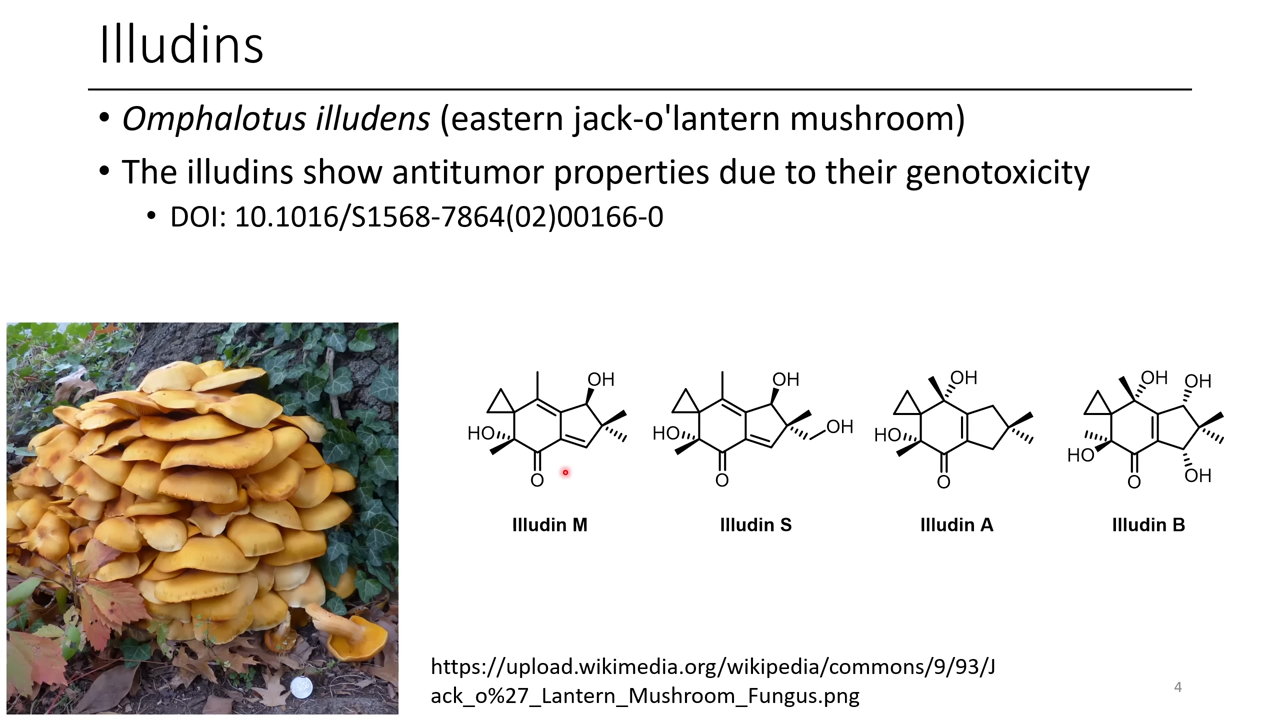 Illudins
• Omphalotus illudens (eastern jack-o'lantern mushroom)
• The illudins show antitumor properties due to their genotoxicity
• DOI: 10.1016/S1568-7864(02)00166-0
OH
HO
O
Illudin M
OH
HO
OH
O
Illudin S
OH
HO
O
Illudin A
OH
OH
HO
O
OH
Illudin B
https://upload.wikimedia.org/wikipedia/commons/9/93/J
ack_o%27_Lantern_Mushroom_Fungus.png
4